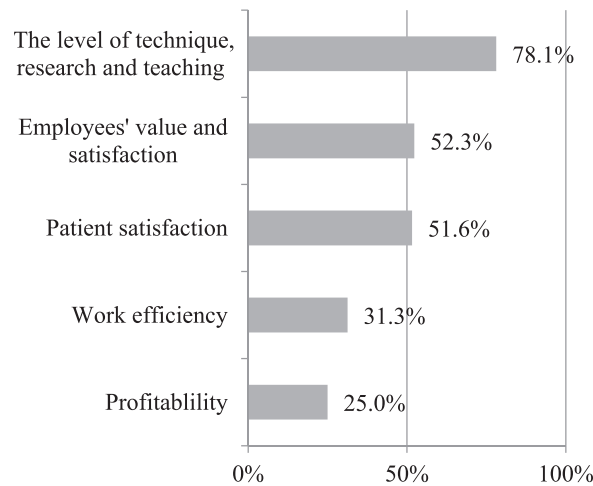 The level of technique,
research and teaching
78.1%
Employees' value and
satisfaction
52.3%
Patient satisfaction
51.6%
Work efficiency
31.3%
Profitablility
25.0%
0%
50%
100%